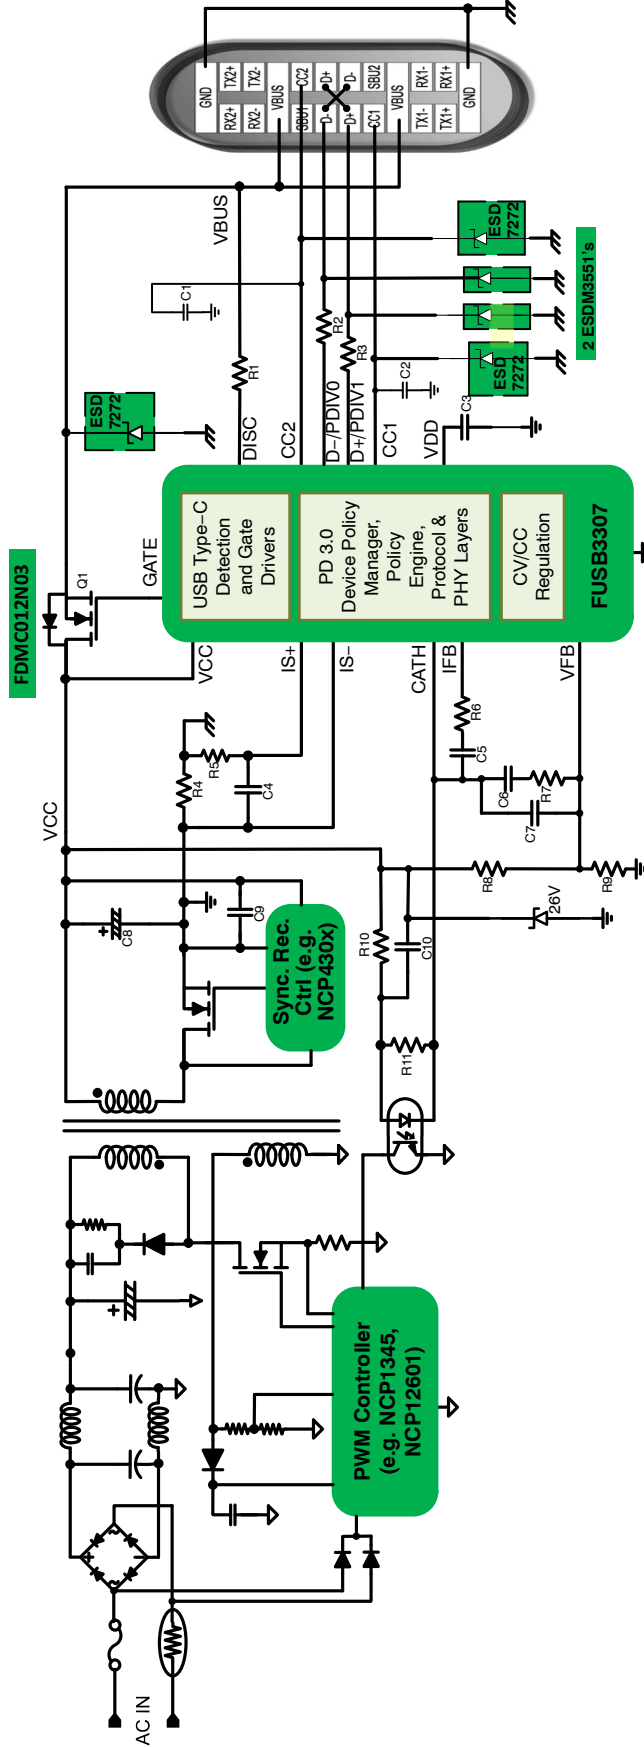 AC IN
+
~
~
+
PWM Controller
(e.g. NCP1345,
NCP12601)
VCC
+
C8
C9
Sync. Rec.
Ctrl (e.g.
NCP430x)
R4
R5
C4
R10
C10
R11
26V
R8
R9
C5
R6
C6
R7
C7
FDMC012N03
Q1
GATE
VCC
IS+
IS−
CATH
IFB
VFB
USB Type−C
Detection
and Gate
Drivers
PD 3.0
Device Policy
Manager,
Policy
Engine,
Protocol &
PHY Layers
CV/CC
Regulation
FUSB3307
DISC
CC2
D−/PDIV0
D+/PDIV1
CC1
VDD
ESD
7272
R1
C1
R2
R3
C2
C3
VBUS
ESD
7272
ESD
7272
2 ESDM3551's
GND
TX2+
TX2-
VBUS
CC2
D+
D-
SBU2
VBUS
RX1-
RX1+
GND
RX2+
RX2-
SBU1
D-
D+
CC1
TX1-
TX1+